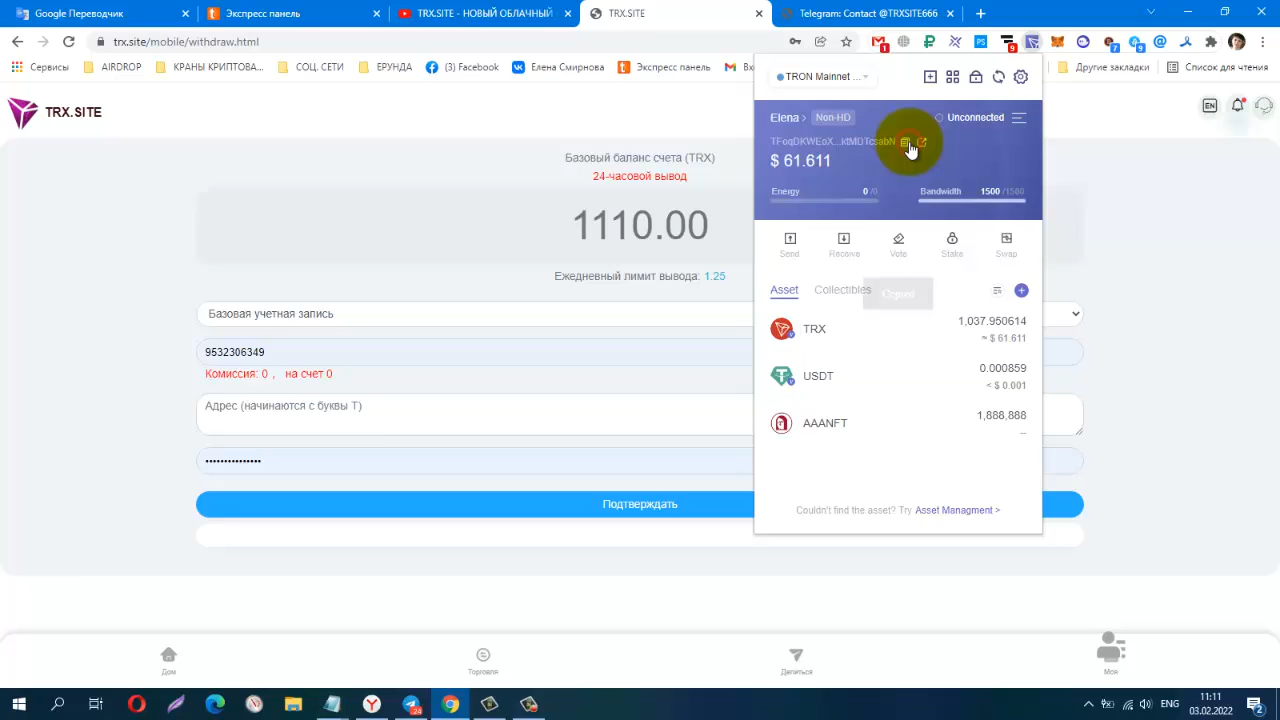 Google Переводчик
Экспресс панель
TRX.SITE - НОВЫЙ ОБЛАЧНЫЙ
TRX.SITE
Telegram: Contact @TRXSITE666
trx.site/mobile/withdraw.html
Сервисы
AIRDROP
КРАНЫ КРИПТОВА...
СОЦ. СЕТИ
ЕРУНДА
(3) Facebook
Елена Смирнова
Экспресс панель
Другие закладки
Список для чтения
TRX.SITE
EN
Базовый баланс счета (TRX)
24-часовой вывод
1110.00
Ежедневный лимит вывода: 1.25
Базовая учетная запись
9532306349
Комиссия: 0 , на счет 0
Адрес (начинаются с буквы T)
Подтверждать
TRON Mainnet ...
Elena >
Non-HD
Unconnected
$ 61.611
Energy
0 /0
Bandwidth
1500 /1500
Send
Receive
Vote
Stake
Swap
Asset
Collectibles
Copied
TRX
1,037.950614
≈ $ 61.611
USDT
0.000859
< $ 0.001
AAANFT
1,888,888
--
Couldn't find the asset? Try Asset Managment >
Дом
Торговля
Делиться
Моя
ENG
11:11
03.02.2022